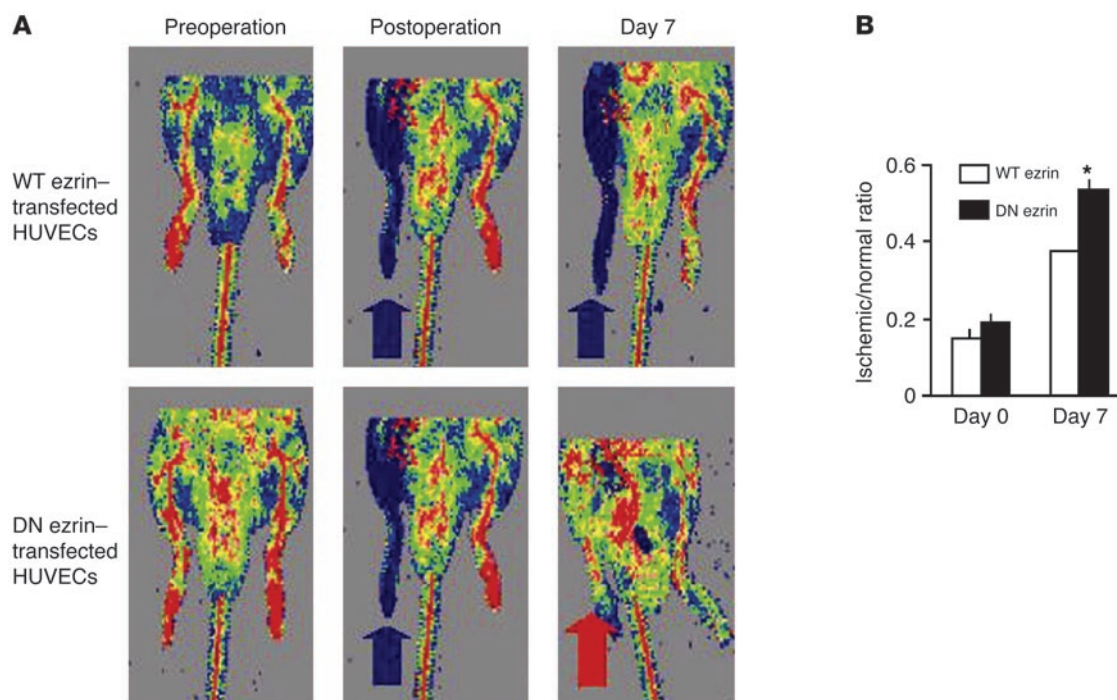 A
Preoperation
Postoperation
Day 7
WT ezrin–
transfected
HUVECs
DN ezrin–
transfected
HUVECs
B
Ischemic/normal ratio
0.6
0.4
0.2
0
WT ezrin
DN ezrin
*
Day 0
Day 7